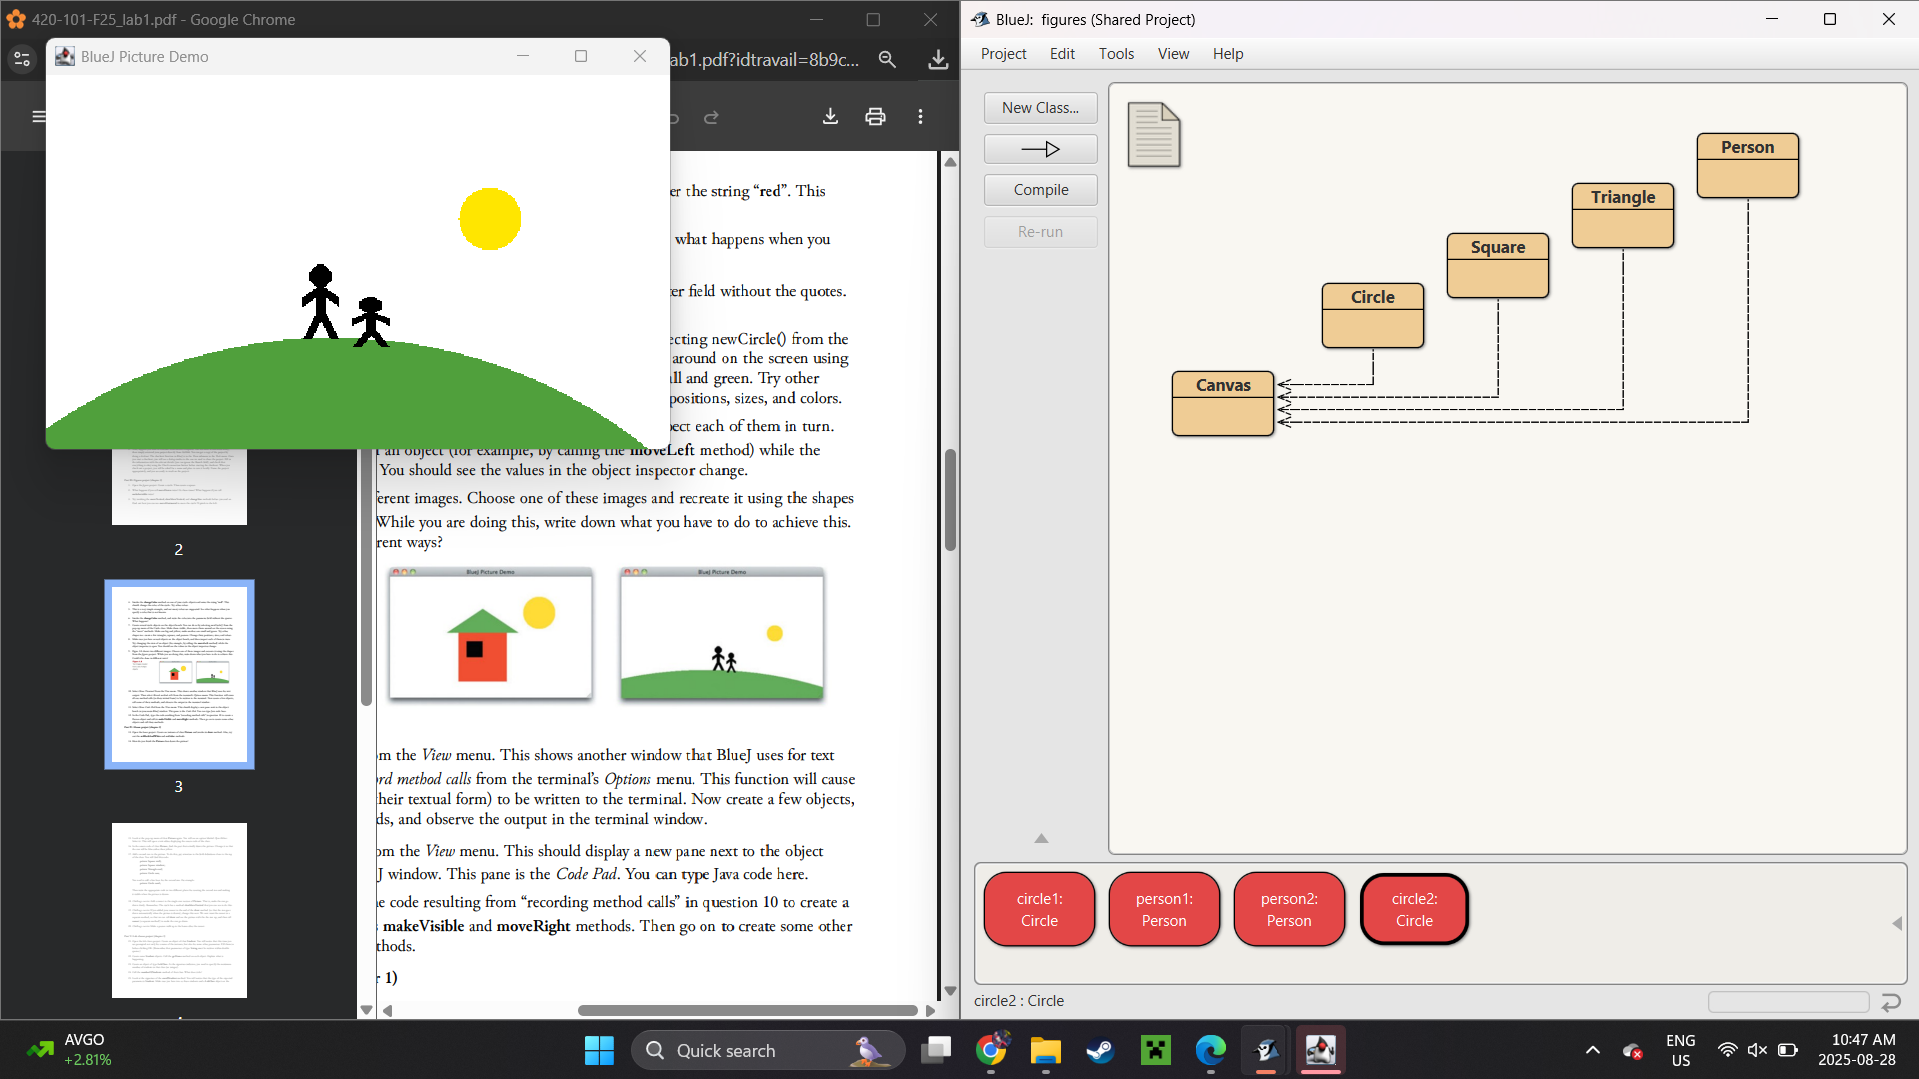 420-101-F25_lab1.pdf - Google Chrome
BlueJ Picture Demo
ab1.pdf?idtravail=8b9c...
er the string “red”. This
what happens when you
er field without the quotes.
ecting newCircle() from the
around on the screen using
ll and green. Try other
positions, sizes, and colors.
ect each of them in turn.
an object (for example, by calling the moveLeft method) while the
You should see the values in the object inspector change.
erent images. Choose one of these images and recreate it using the shapes
While you are doing this, write down what you have to do to achieve this.
rent ways?
BlueJ Picture Demo
BlueJ Picture Demo
om the View menu. This shows another window that BlueJ uses for text
rd method calls from the terminal’s Options menu. This function will cause
heir textual form) to be written to the terminal. Now create a few objects,
ds, and observe the output in the terminal window.
om the View menu. This should display a new pane next to the object
J window. This pane is the Code Pad. You can type Java code here.
e code resulting from “recording method calls” in question 10 to create a
makeVisible and moveRight methods. Then go on to create some other
thods.
r 1)
2
3
BlueJ: figures (Shared Project)
Project Edit Tools View Help
New Class...
Compile
Re-run
Person
Triangle
Square
Circle
Canvas
circle1:
Circle
person1:
Person
person2:
Person
circle2:
Circle
circle2 : Circle
AVGO
+2.81%
Quick search
ENG
US
10:47 AM
2025-08-28